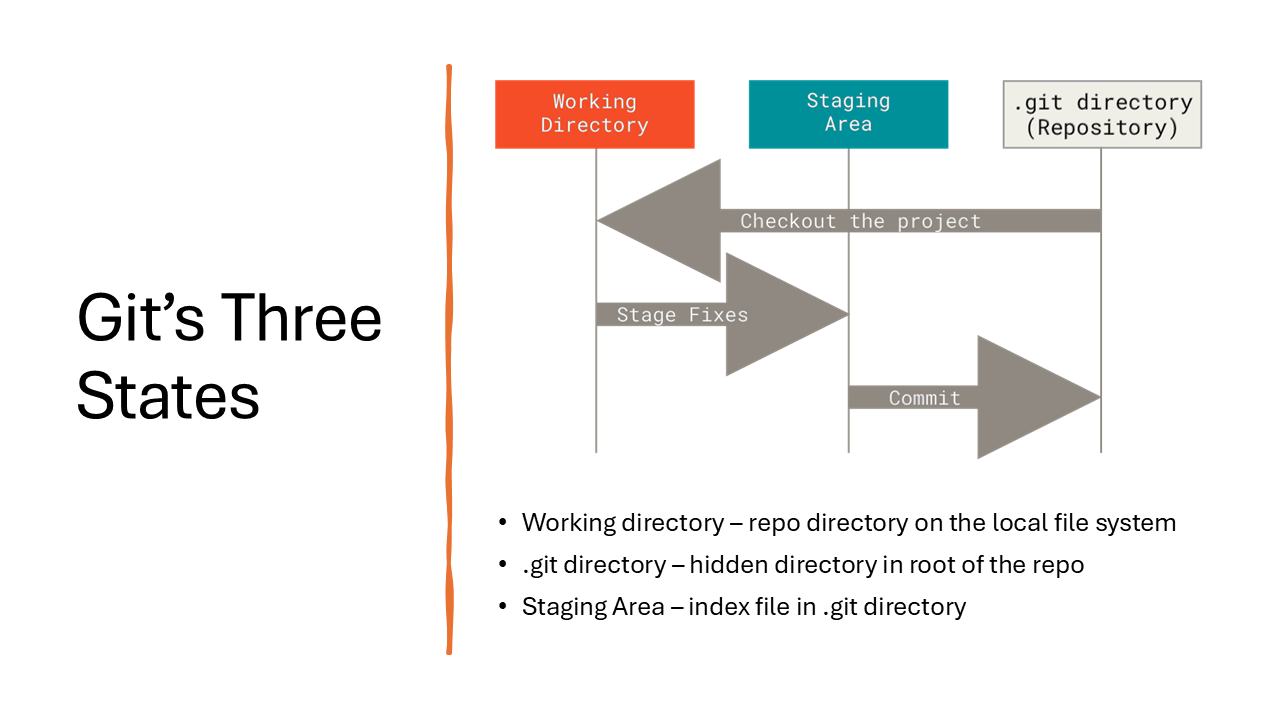 Git’s Three
States
Working
Directory
Staging
Area
.git directory
(Repository)
Checkout the project
Stage Fixes
Commit
• Working directory – repo directory on the local file system
• .git directory – hidden directory in root of the repo
• Staging Area – index file in .git directory